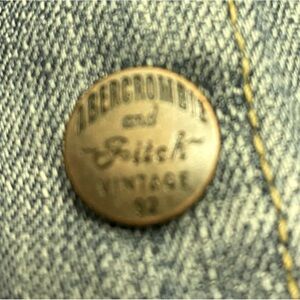 ABERCROMBIE
and
Fitch
VINTAGE
92